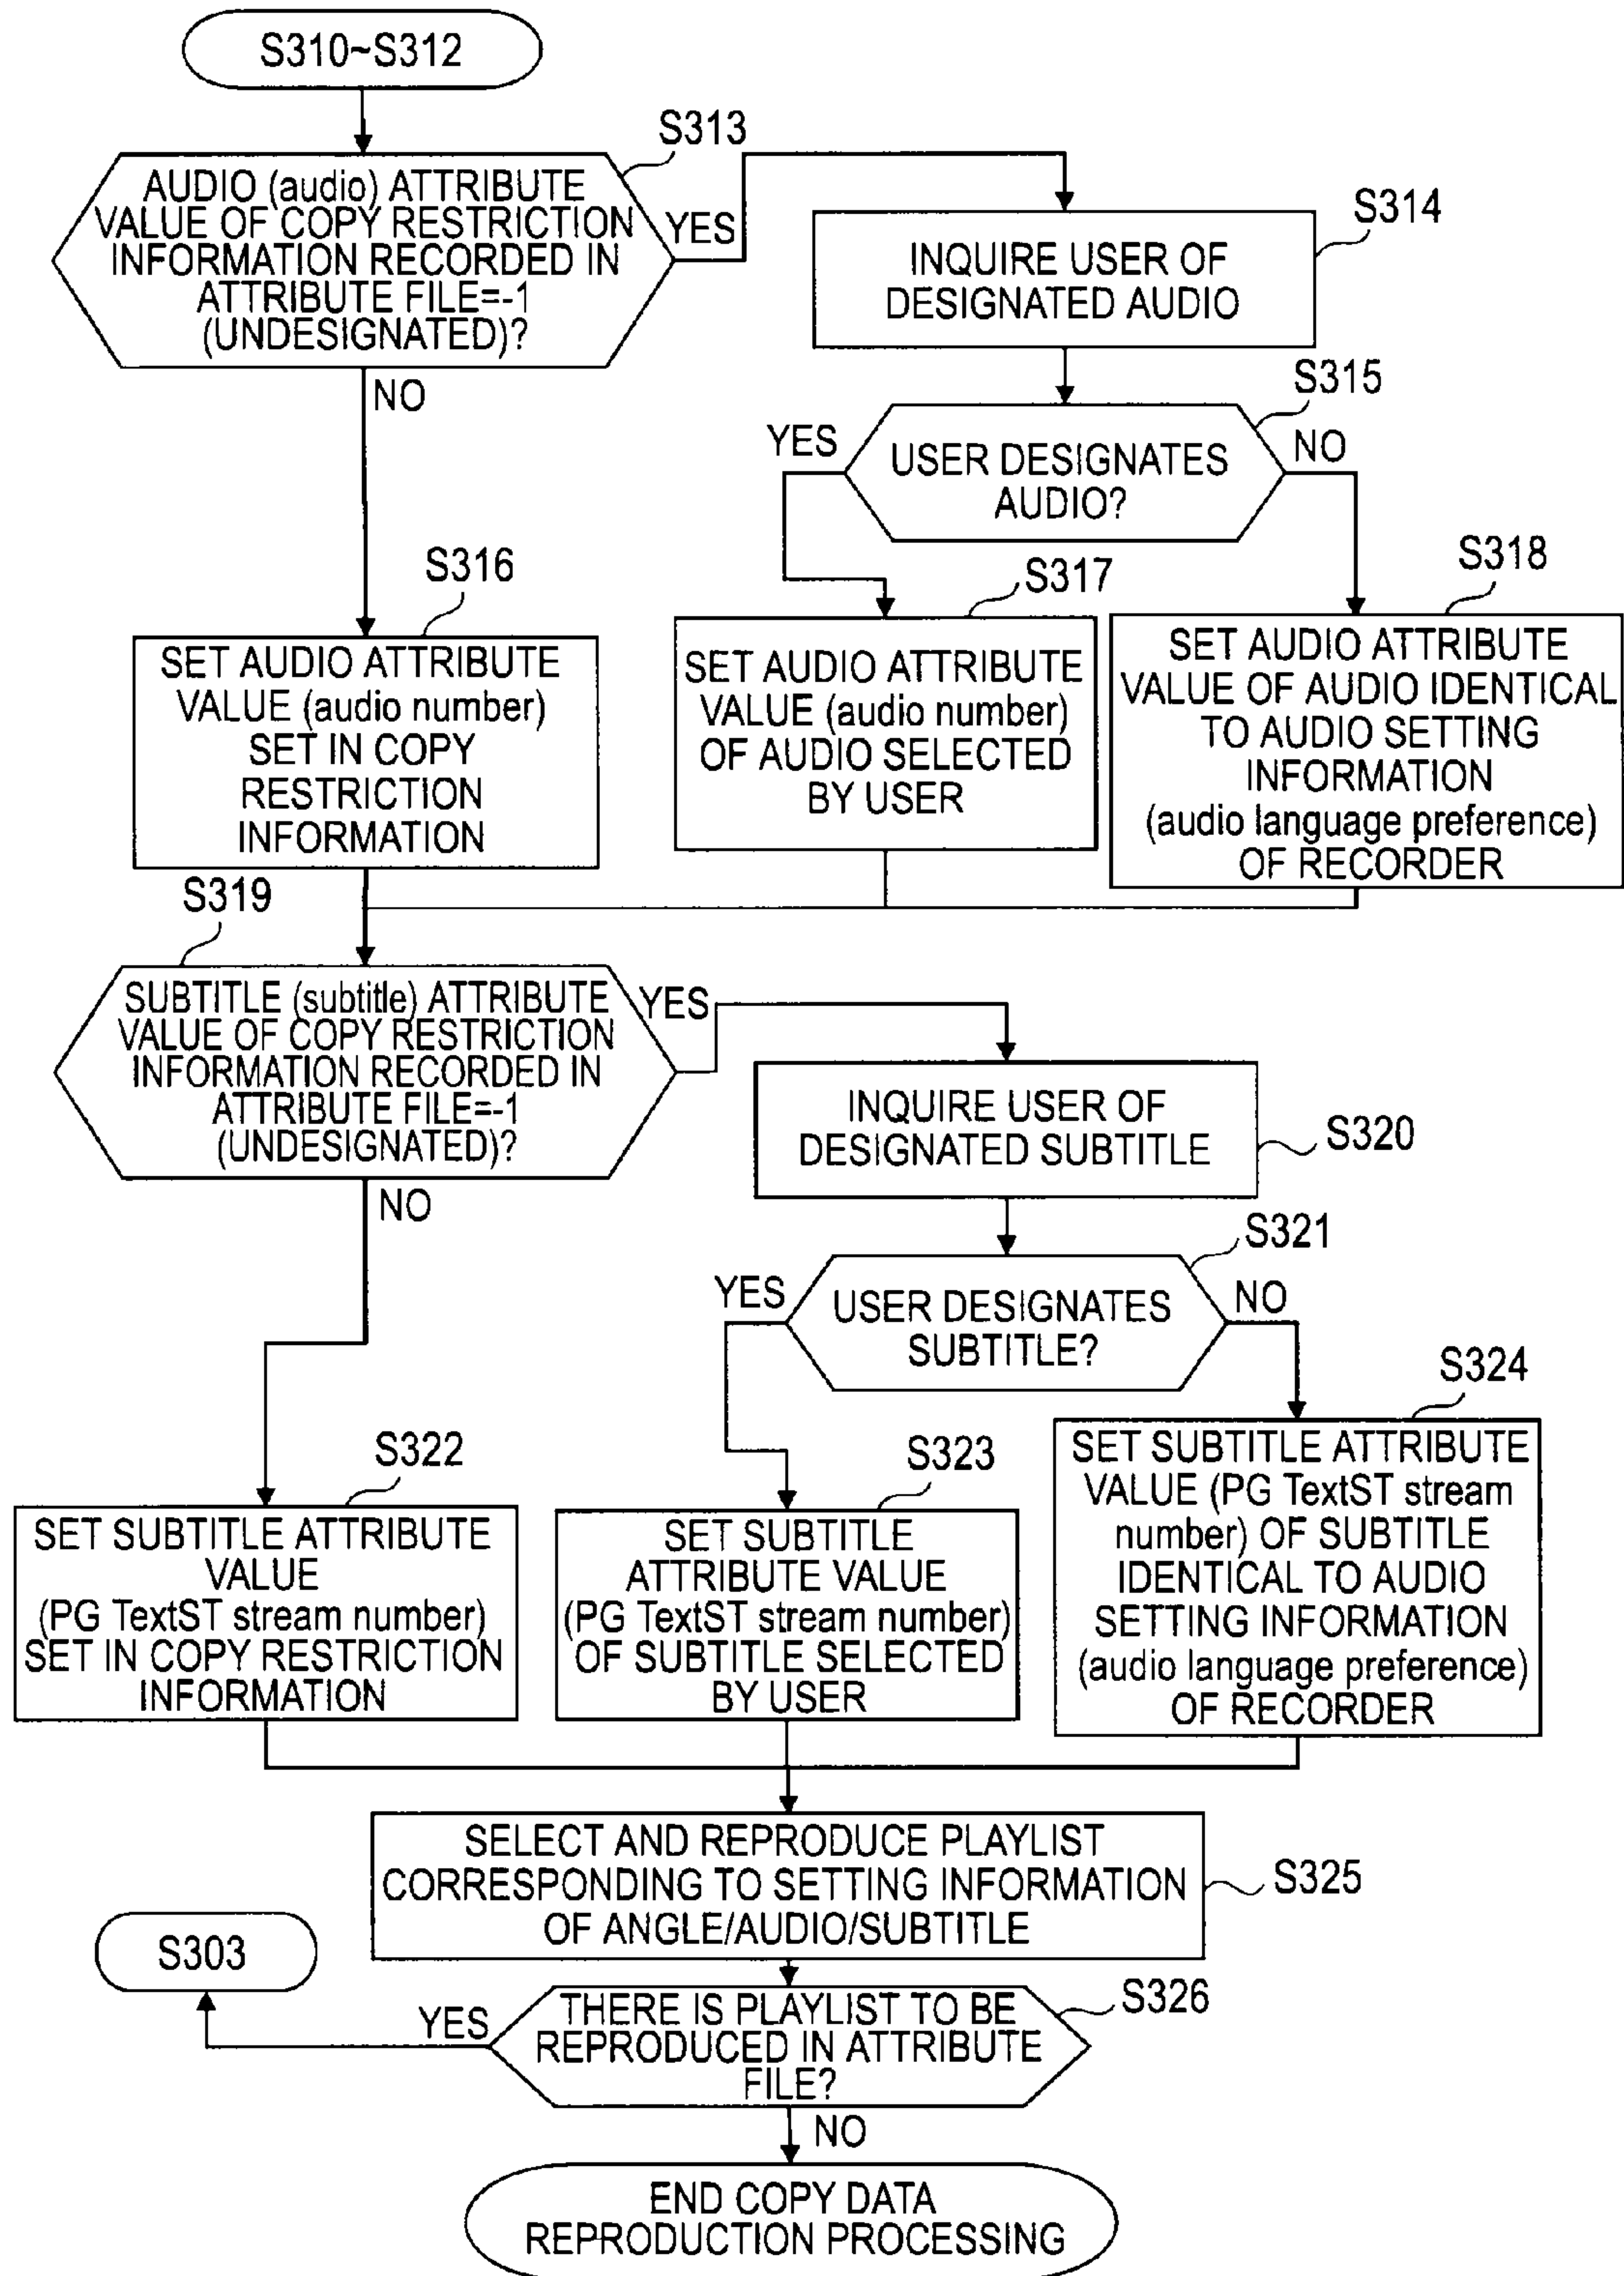 S310~S312
S313
AUDIO (audio) ATTRIBUTE
VALUE OF COPY RESTRICTION
INFORMATION RECORDED IN
ATTRIBUTE FILE=-1
(UNDESIGNATED)?
YES
NO
S314
INQUIRE USER OF
DESIGNATED AUDIO
S315
USER DESIGNATES
AUDIO?
YES
NO
S316
SET AUDIO ATTRIBUTE
VALUE (audio number)
SET IN COPY
RESTRICTION
INFORMATION
S317
SET AUDIO ATTRIBUTE
VALUE (audio number)
OF AUDIO SELECTED
BY USER
S318
SET AUDIO ATTRIBUTE
VALUE OF AUDIO IDENTICAL
TO AUDIO SETTING
INFORMATION
(audio language preference)
OF RECORDER
S319
SUBTITLE (subtitle) ATTRIBUTE
VALUE OF COPY RESTRICTION
INFORMATION RECORDED IN
ATTRIBUTE FILE=-1
(UNDESIGNATED)?
YES
NO
INQUIRE USER OF
DESIGNATED SUBTITLE
S320
S321
USER DESIGNATES
SUBTITLE?
YES
NO
S322
SET SUBTITLE ATTRIBUTE
VALUE
(PG TextST stream number)
SET IN COPY RESTRICTION
INFORMATION
S323
SET SUBTITLE
ATTRIBUTE VALUE
(PG TextST stream number)
OF SUBTITLE SELECTED
BY USER
S324
SET SUBTITLE ATTRIBUTE
VALUE (PG TextST stream
number) OF SUBTITLE
IDENTICAL TO AUDIO
SETTING INFORMATION
(audio language preference)
OF RECORDER
SELECT AND REPRODUCE PLAYLIST
CORRESPONDING TO SETTING INFORMATION
OF ANGLE/AUDIO/SUBTITLE
S325
S303
S326
THERE IS PLAYLIST TO BE
REPRODUCED IN ATTRIBUTE
FILE?
YES
NO
END COPY DATA
REPRODUCTION PROCESSING